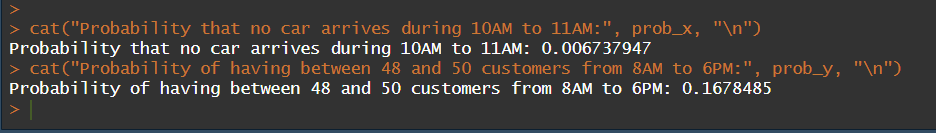 >
> cat("Probability that no car arrives during 10AM to 11AM:", prob_x, "\n")
Probability that no car arrives during 10AM to 11AM: 0.006737947
> cat("Probability of having between 48 and 50 customers from 8AM to 6PM:", prob_y, "\n")
Probability of having between 48 and 50 customers from 8AM to 6PM: 0.1678485
>